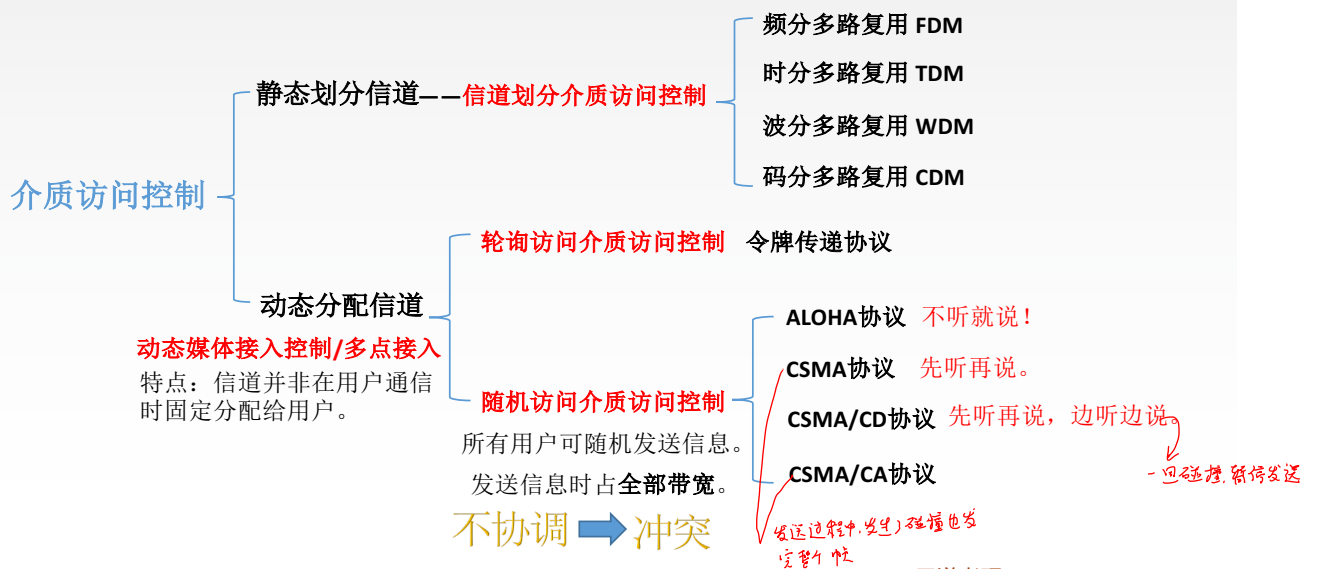 频分多路复用 FDM
时分多路复用 TDM
静态划分信道——信道划分介质访问控制
波分多路复用 WDM
码分多路复用 CDM
介质访问控制
轮询访问介质访问控制 令牌传递协议
动态分配信道
动态媒体接入控制/多点接入
特点：信道并非在用户通信
时固定分配给用户。
ALOHA协议 不听就说！
CSMA协议 先听再说。
随机访问介质访问控制
CSMA/CD协议 先听再说，边听边说。
所有用户可随机发送信息。
CSMA/CA协议
一旦碰撞,暂停发送
发送信息时占全部带宽。
不协调 冲突
发送过程中,发生了碰撞也发
完整个帧